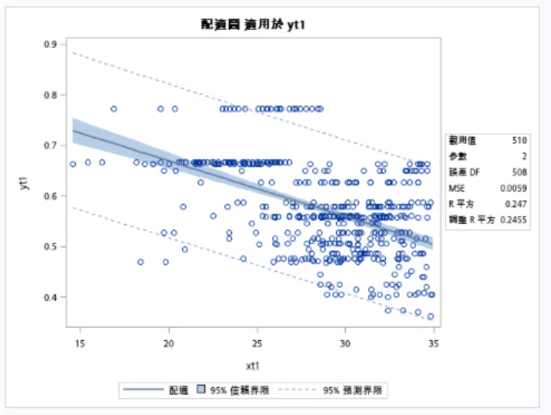 配適圖 適用於 yt1
0.9
0.8
0.7
0.6
0.5
0.4
yt1
15
20
25
30
35
xt1
觀測值 510
參數 2
誤差 DF 508
MSE 0.0059
R 平方 0.247
調整 R 平方 0.2455
配適 95% 信賴界限 95% 預測界限